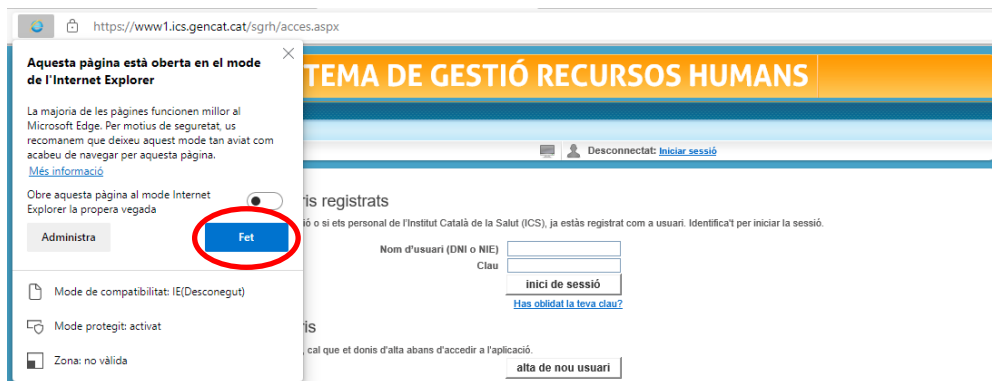 https://www1.ics.gencat.cat/sgrh/acces.aspx
Aquesta pàgina està oberta en el mode
de l'Internet Explorer
La majoria de les pàgines funcionen millor al
Microsoft Edge. Per motius de seguretat, us
recomanem que deixeu aquest mode tan aviat com
acabeu de navegar per aquesta pàgina.
Més informació
Obre aquesta pàgina al mode Internet
Explorer la propera vegada
Administra
Fet
Mode de compatibilitat: IE(Desconegut)
Mode protegit: activat
Zona: no vàlida
TEMA DE GESTIÓ RECURSOS HUMANS
Desconnectat: Iniciar sessió
ris registrats
ió o si ets personal de l'Institut Català de la Salut (ICS), ja estàs registrat com a usuari. Identifica't per iniciar la sessió.
Nom d'usuari (DNI o NIE)
Clau
inici de sessió
Has oblidat la teva clau?
ris
, cal que et donis d'alta abans d'accedir a l'aplicació.
alta de nou usuari